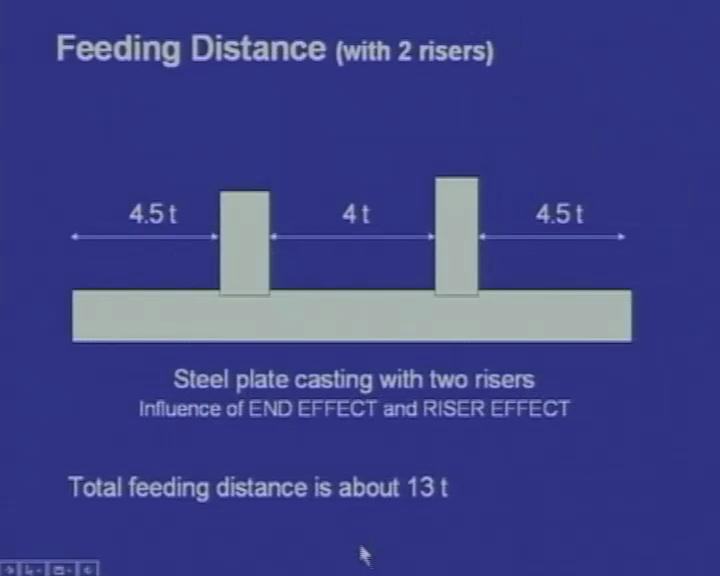 Feeding Distance (with 2 risers)
4.5 t 4 t 4.5 t
Steel plate casting with two risers
Influence of END EFFECT and RISER EFFECT
Total feeding distance is about 13 t